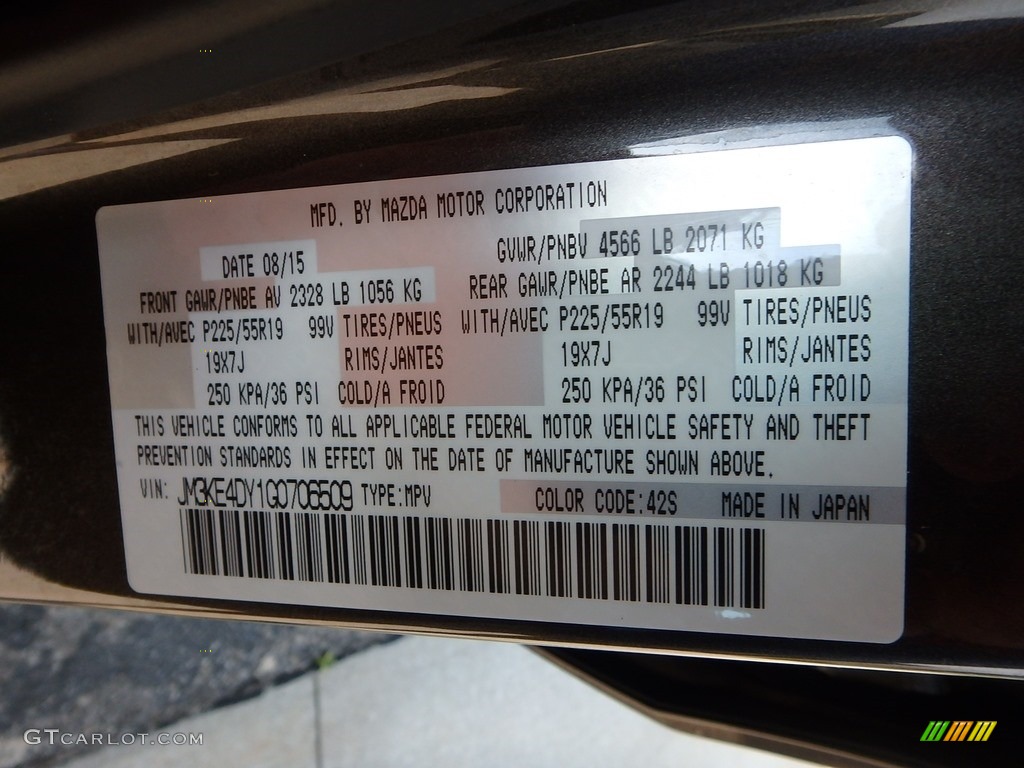 MFD. BY MAZDA MOTOR CORPORATION
DATE 08/15 GVWR/PNBV 4566 LB 2071 KG
FRONT GAWR/PNBE AV 2328 LB 1056 KG REAR GAWR/PNBE AR 2244 LB 1018 KG
WITH/AVEC P225/55R19 99V TIRES/PNEUS WITH/AVEC P225/55R19 99V TIRES/PNEUS
19X7J RIMS/JANTES 19X7J RIMS/JANTES
250 KPA/36 PSI COLD/A FROID 250 KPA/36 PSI COLD/A FROID
THIS VEHICLE CONFORMS TO ALL APPLICABLE FEDERAL MOTOR VEHICLE SAFETY AND THEFT
PREVENTION STANDARDS IN EFFECT ON THE DATE OF MANUFACTURE SHOWN ABOVE.
VIN: JM3KE4DY1G0706509 TYPE:MPV COLOR CODE:42S MADE IN JAPAN
GTCARLOT.COM